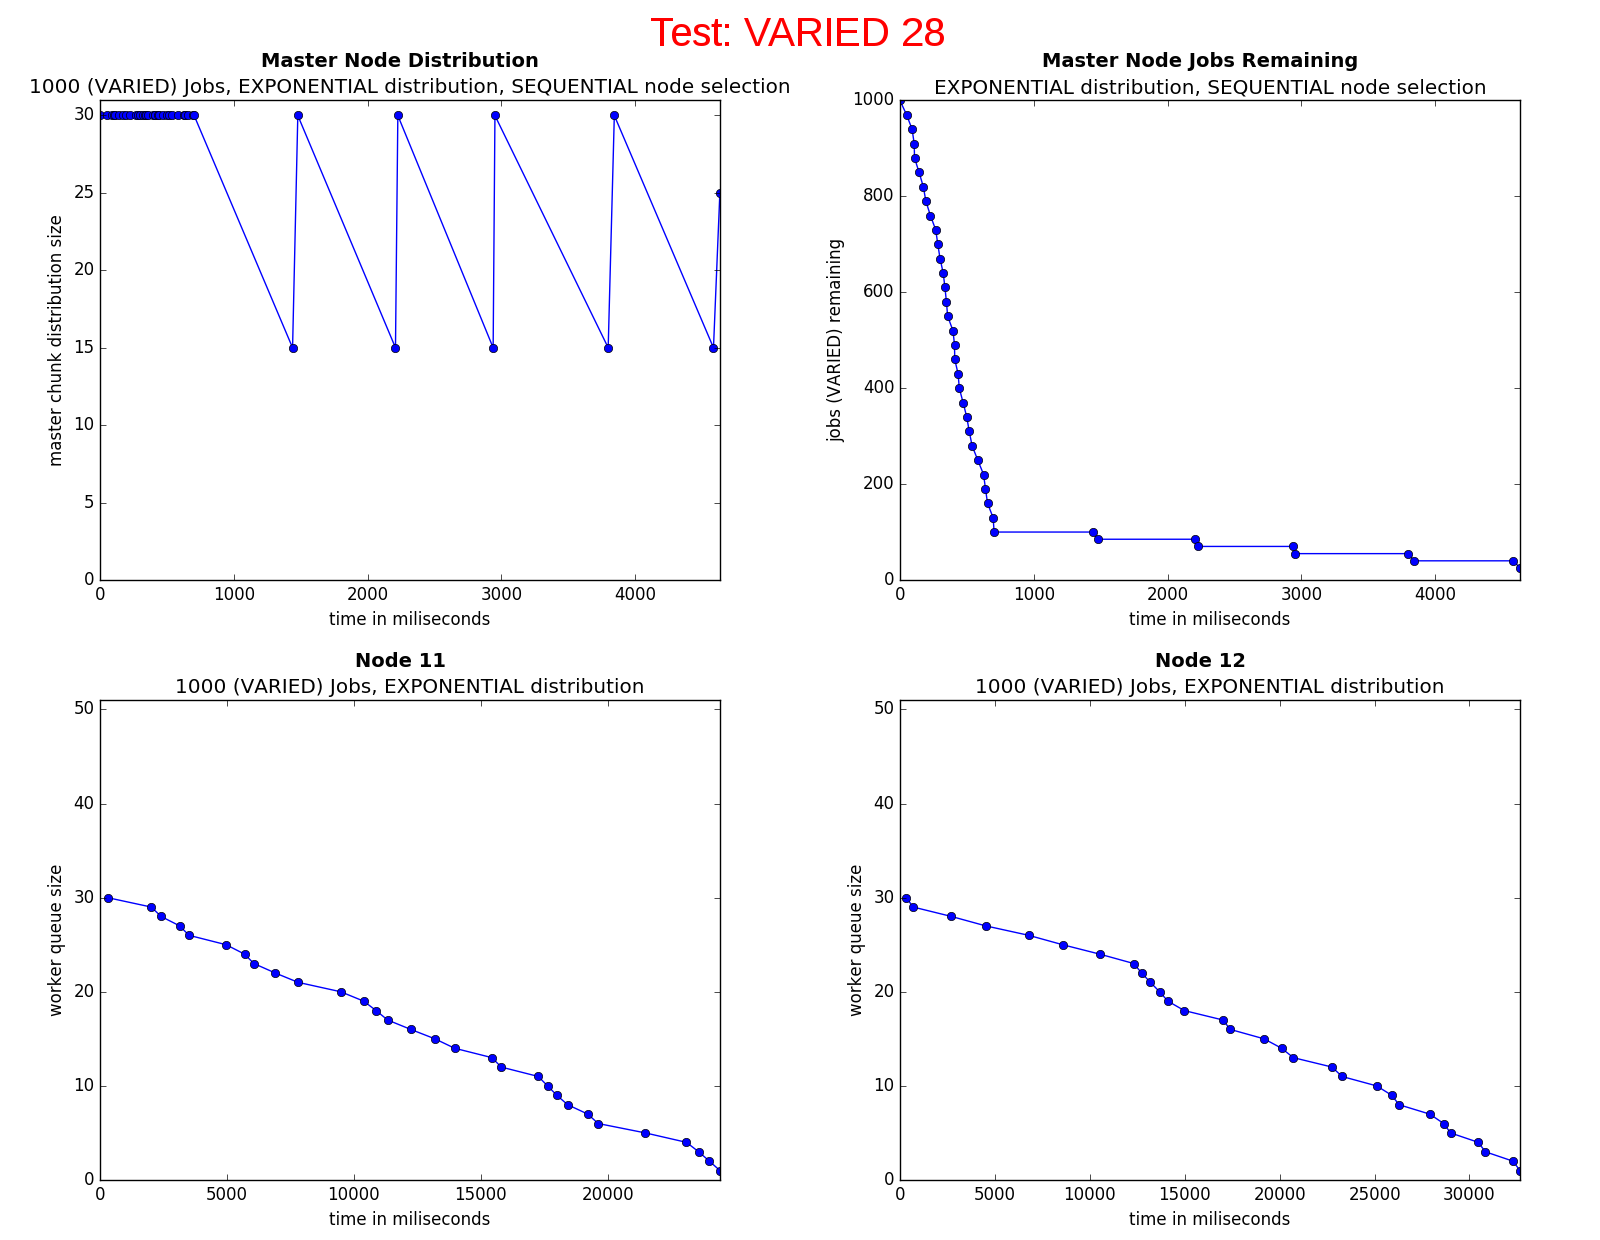 Test: VARIED 28
Master Node Distribution
1000 (VARIED) Jobs, EXPONENTIAL distribution, SEQUENTIAL node selection
30
25
20
15
10
5
0
master chunk distribution size
0 1000 2000 3000 4000
time in miliseconds
Master Node Jobs Remaining
EXPONENTIAL distribution, SEQUENTIAL node selection
1000
800
600
400
200
0
jobs (VARIED) remaining
0 1000 2000 3000 4000
time in miliseconds
Node 11
1000 (VARIED) Jobs, EXPONENTIAL distribution
50
40
30
20
10
0
worker queue size
0 5000 10000 15000 20000
time in miliseconds
Node 12
1000 (VARIED) Jobs, EXPONENTIAL distribution
50
40
30
20
10
0
worker queue size
0 5000 10000 15000 20000 25000 30000
time in miliseconds